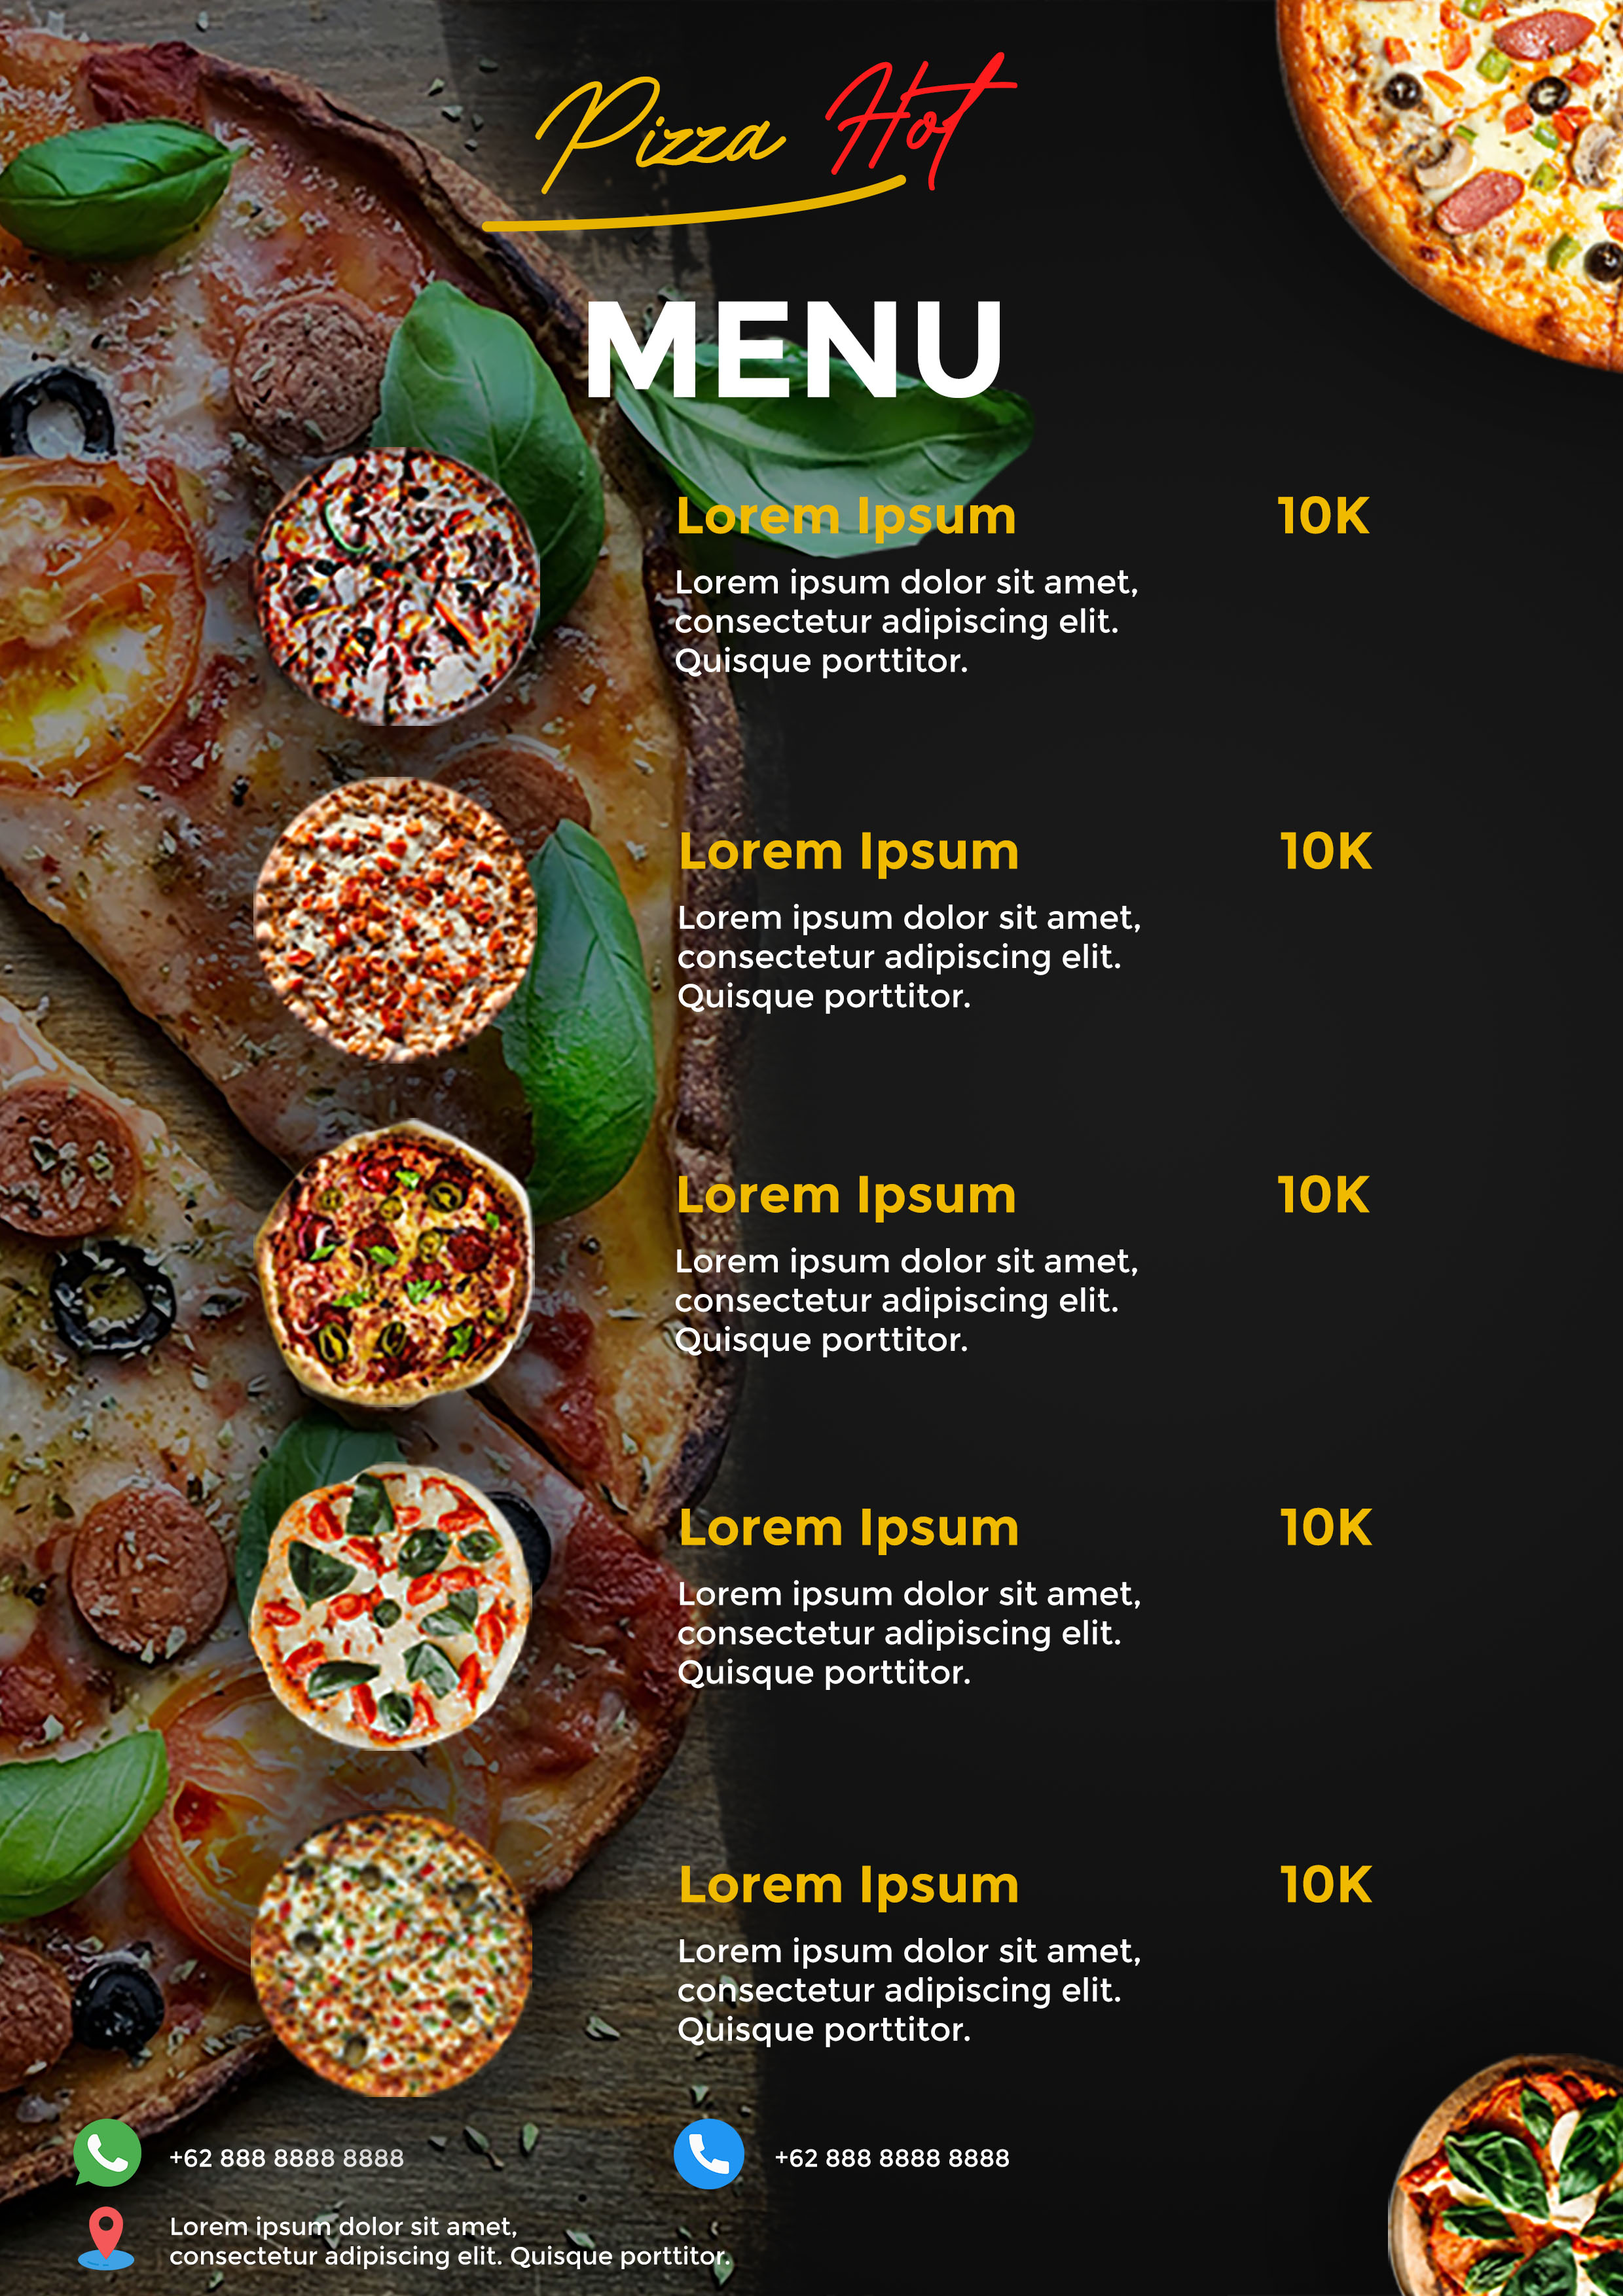 Pizza Hot
MENU
Lorem Ipsum 10K
Lorem ipsum dolor sit amet,
consectetur adipiscing elit.
Quisque porttitor.
Lorem Ipsum 10K
Lorem ipsum dolor sit amet,
consectetur adipiscing elit.
Quisque porttitor.
Lorem Ipsum 10K
Lorem ipsum dolor sit amet,
consectetur adipiscing elit.
Quisque porttitor.
Lorem Ipsum 10K
Lorem ipsum dolor sit amet,
consectetur adipiscing elit.
Quisque porttitor.
Lorem Ipsum 10K
Lorem ipsum dolor sit amet,
consectetur adipiscing elit.
Quisque porttitor.
+62 888 8888 8888 +62 888 8888 8888
Lorem ipsum dolor sit amet,
consectetur adipiscing elit. Quisque porttitor.